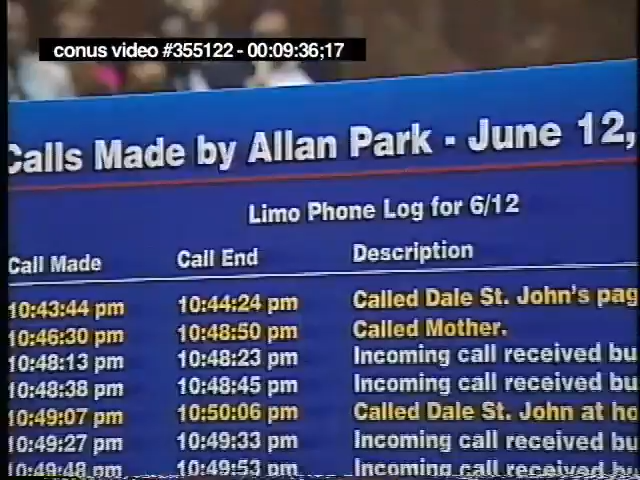 conus video #355122 - 00:09:36;17
Calls Made by Allan Park - June 12,
Limo Phone Log for 6/12
Call Made Call End Description
10:43:44 pm 10:44:24 pm Called Dale St. John's pag
10:46:30 pm 10:48:50 pm Called Mother.
10:48:13 pm 10:48:23 pm Incoming call received bu
10:48:38 pm 10:48:45 pm Incoming call received bu
10:49:07 pm 10:50:06 pm Called Dale St. John at ho
10:49:27 pm 10:49:33 pm Incoming call received bu
10:49:48 pm 10:49:53 pm Incoming call received bu